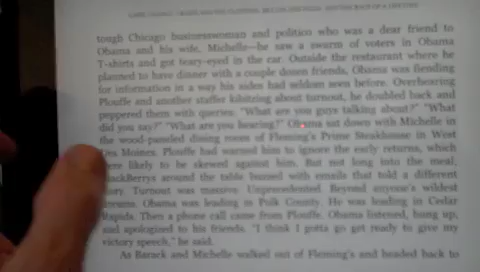 tough Chicago businesswoman and politico who was a dear friend to
Obama and his wife, Michelle—he saw a swarm of voters in Obama
T-shirts and got teary-eyed in the car. Outside the restaurant where he
planned to have dinner with a couple dozen friends, Obama was fiending
for information in a way his aides had seldom seen before. Overhearing
Plouffe and another staffer kibitzing about turnout, he doubled back and
peppered them with queries: "What are you guys talking about?" "What
did you say?" "What are you hearing?" Obama sat down with Michelle in
the wood-paneled dining room of Fleming's Prime Steakhouse in West
Des Moines. Plouffe had warned him to ignore the early returns, which
were likely to be skewed against him. But not long into the meal,
BlackBerrys around the table buzzed with emails that told a different
story. Turnout was massive. Unprecedented. Beyond anyone's wildest
dreams. Obama was leading in Polk County. He was leading in Cedar
Rapids. Then a phone call came from Plouffe. Obama listened, hung up,
and apologized to his friends. "I think I gotta go get ready to give my
victory speech," he said.
As Barack and Michelle walked out of Fleming's and headed back to